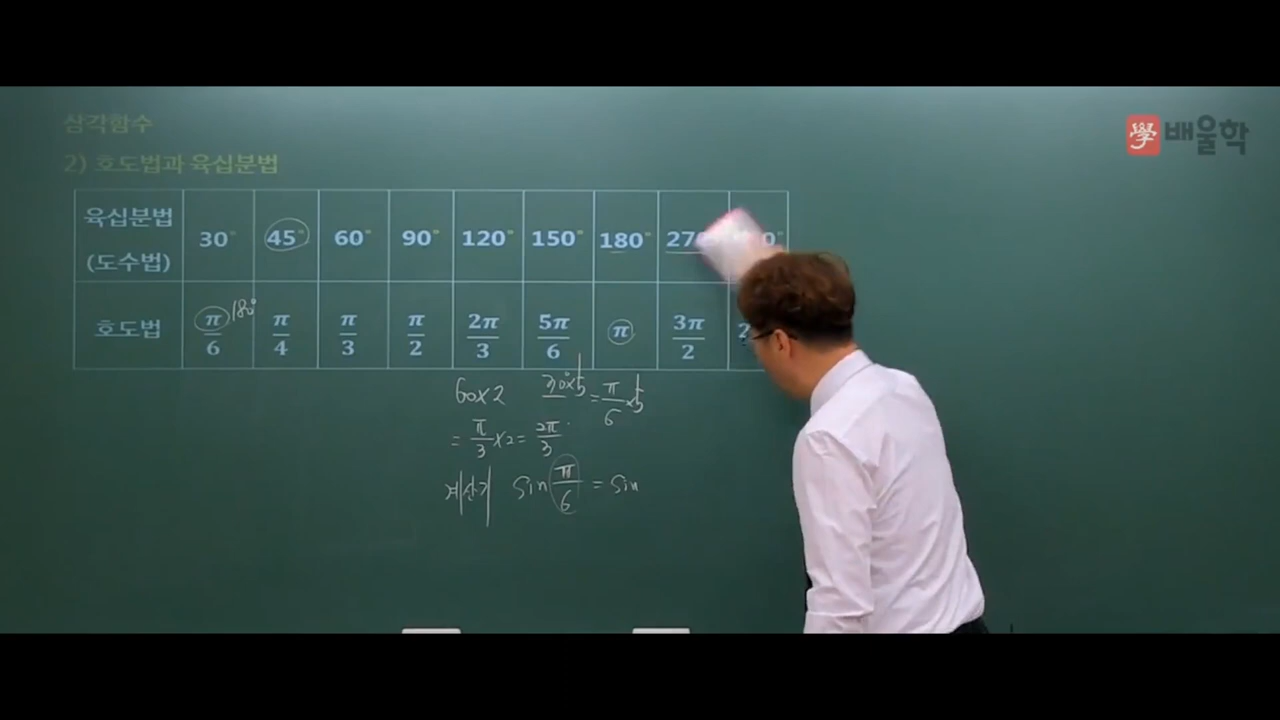 삼각함수
學 배울학
2) 호도법과 육십분법
육십분법 (도수법) 30° 45° 60° 90° 120° 150° 180° 27
호도법 π/6 180° π/4 π/3 π/2 2π/3 5π/6 π 3π/2 2
60×2 30°×5 = π/6 ×5
= π/3 ×2 = 2π/3
계산기 sin π/6 = sin